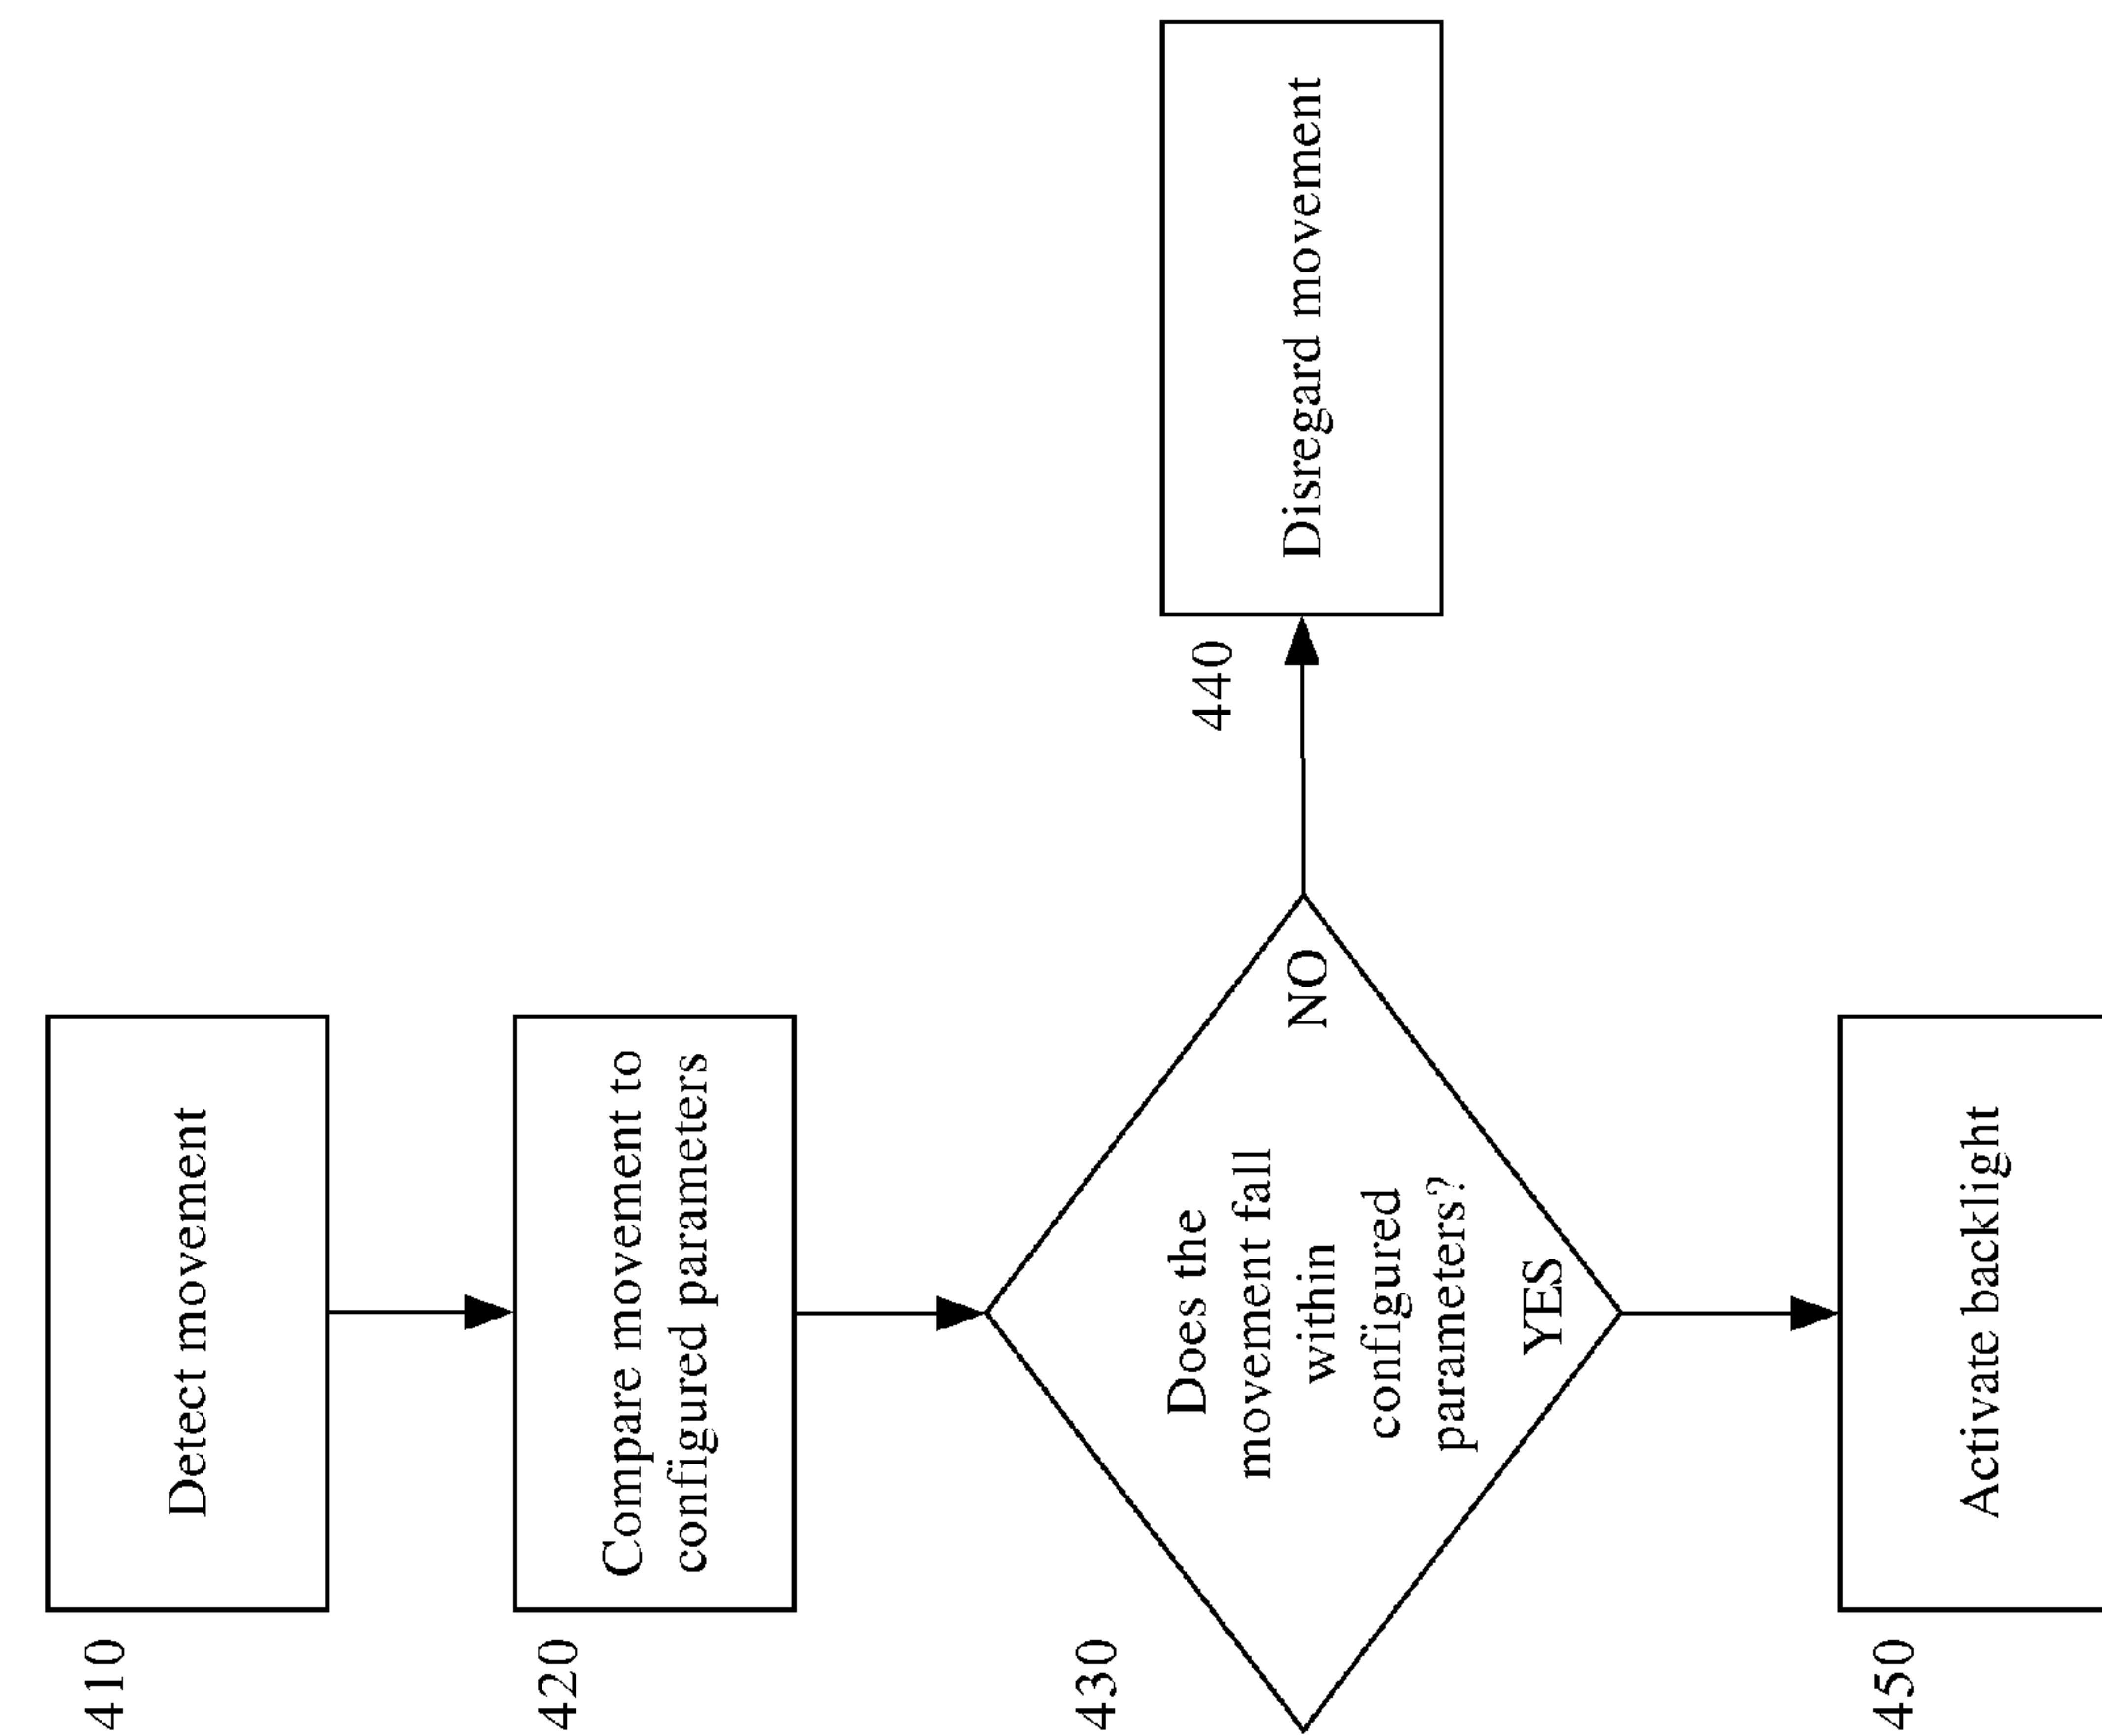 410
Detect movement
420
Compare movement to
configured parameters
430
Does the
movement fall
within
configured
parameters?
NO
YES
440
Disregard movement
450
Activate backlight